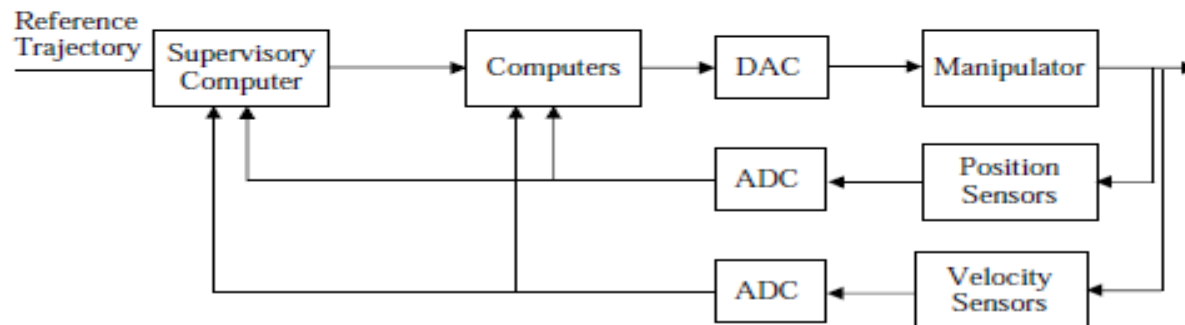 Reference
Trajectory
Supervisory
Computer
Computers
DAC
Manipulator
ADC
Position
Sensors
ADC
Velocity
Sensors